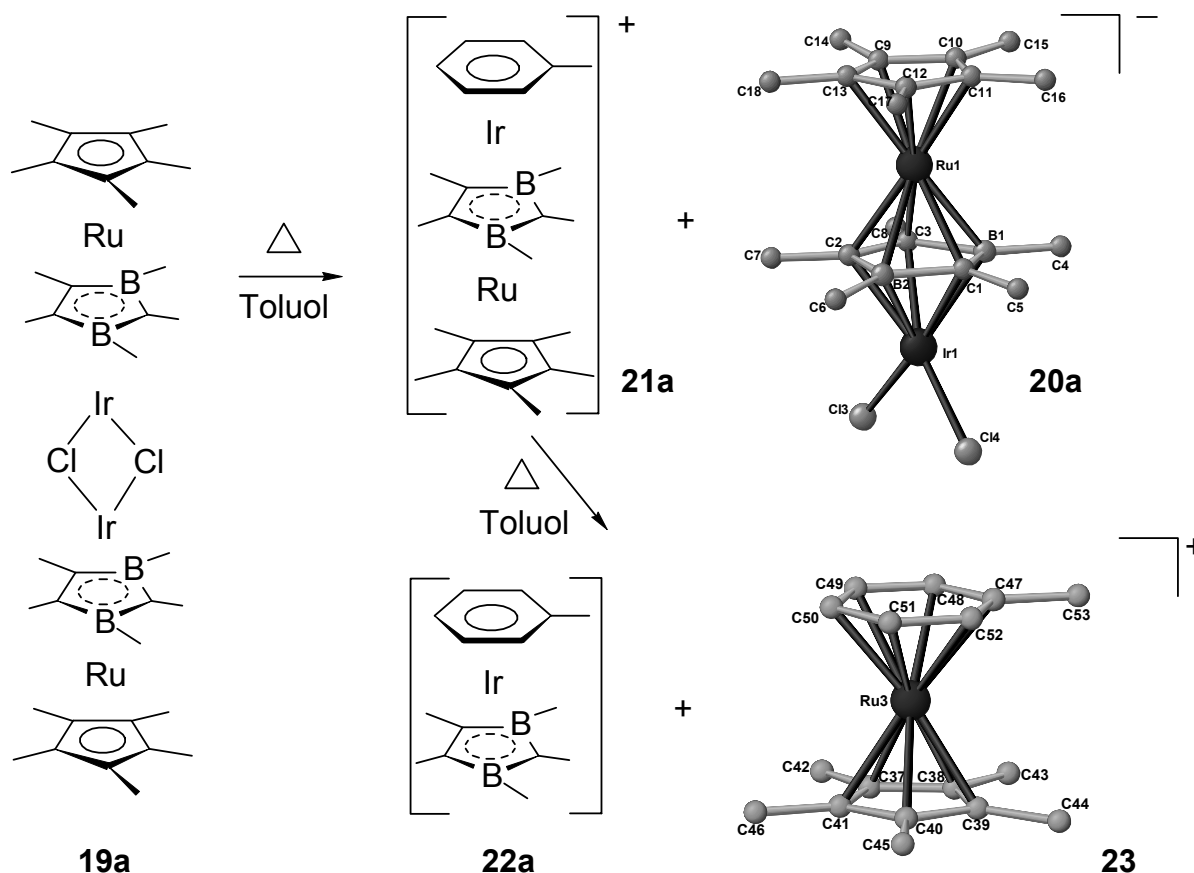 Ru
B
B
Ir
Cl
Cl
Ir
B
B
Ru
19a
△
Toluol
+
Ir
B
B
Ru
21a
+
−
C14
C9
C10
C15
C18
C13
C12
C17
C11
C16
Ru1
C8
C3
B1
C7
C2
C4
B2
C1
C6
C5
Ir1
20a
Cl3
Cl4
△
Toluol
Ir
B
B
22a
+
+
C49
C48
C47
C50
C51
C52
C53
Ru3
C42
C37
C38
C43
C46
C41
C40
C39
C44
C45
23